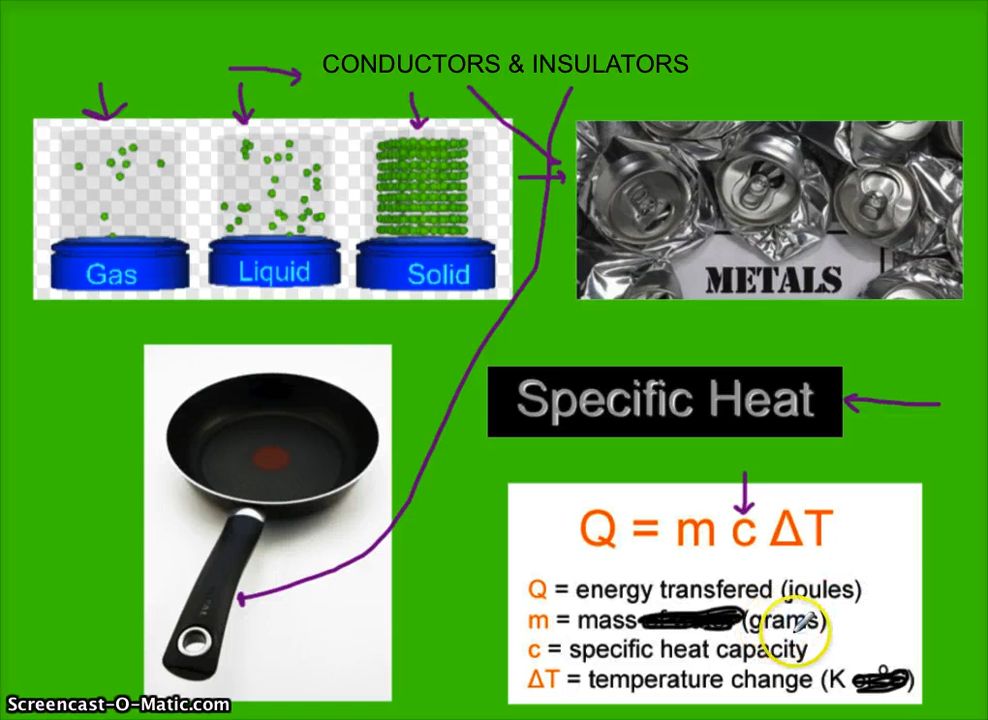 CONDUCTORS & INSULATORS
Gas
Liquid
Solid
METALS
Specific Heat
Q = m c ΔT
Q = energy transfered (joules)
m = mass (grams)
c = specific heat capacity
ΔT = temperature change (K )
Screencast-O-Matic.com